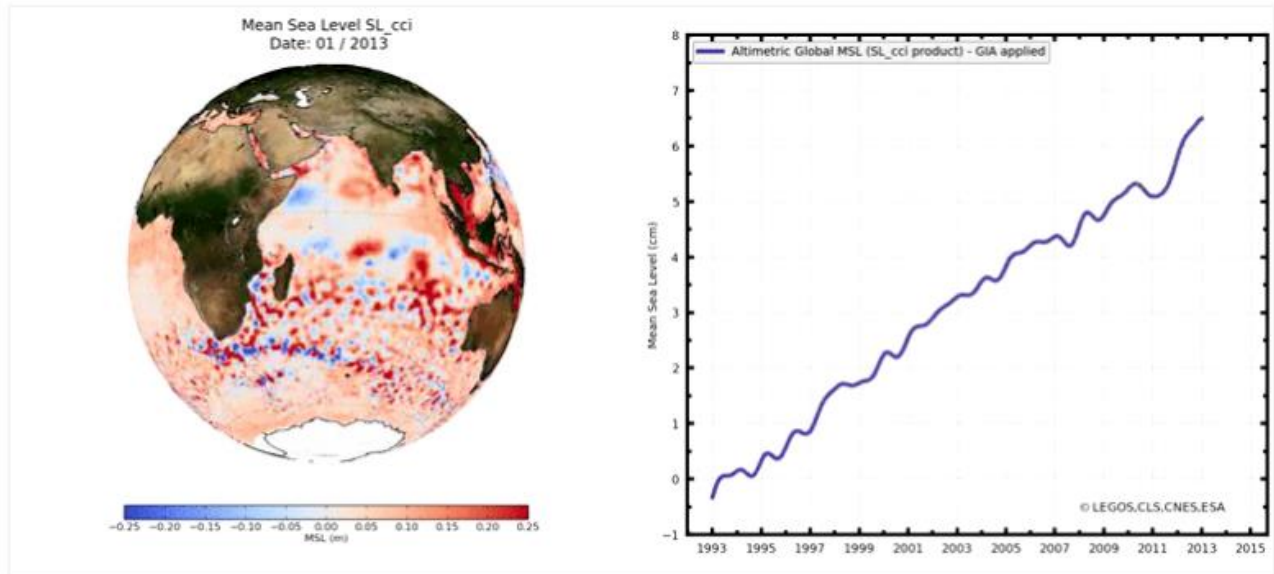 Mean Sea Level SL_cci
Date: 01 / 2013
−0.25 −0.20 −0.15 −0.10 −0.05 0.00 0.05 0.10 0.15 0.20 0.25
MSL (m)
Altimetric Global MSL (SL_cci product) - GIA applied
Mean Sea Level (cm)
8
7
6
5
4
3
2
1
0
−1
© LEGOS,CLS,CNES,ESA
1993 1995 1997 1999 2001 2003 2005 2007 2009 2011 2013 2015